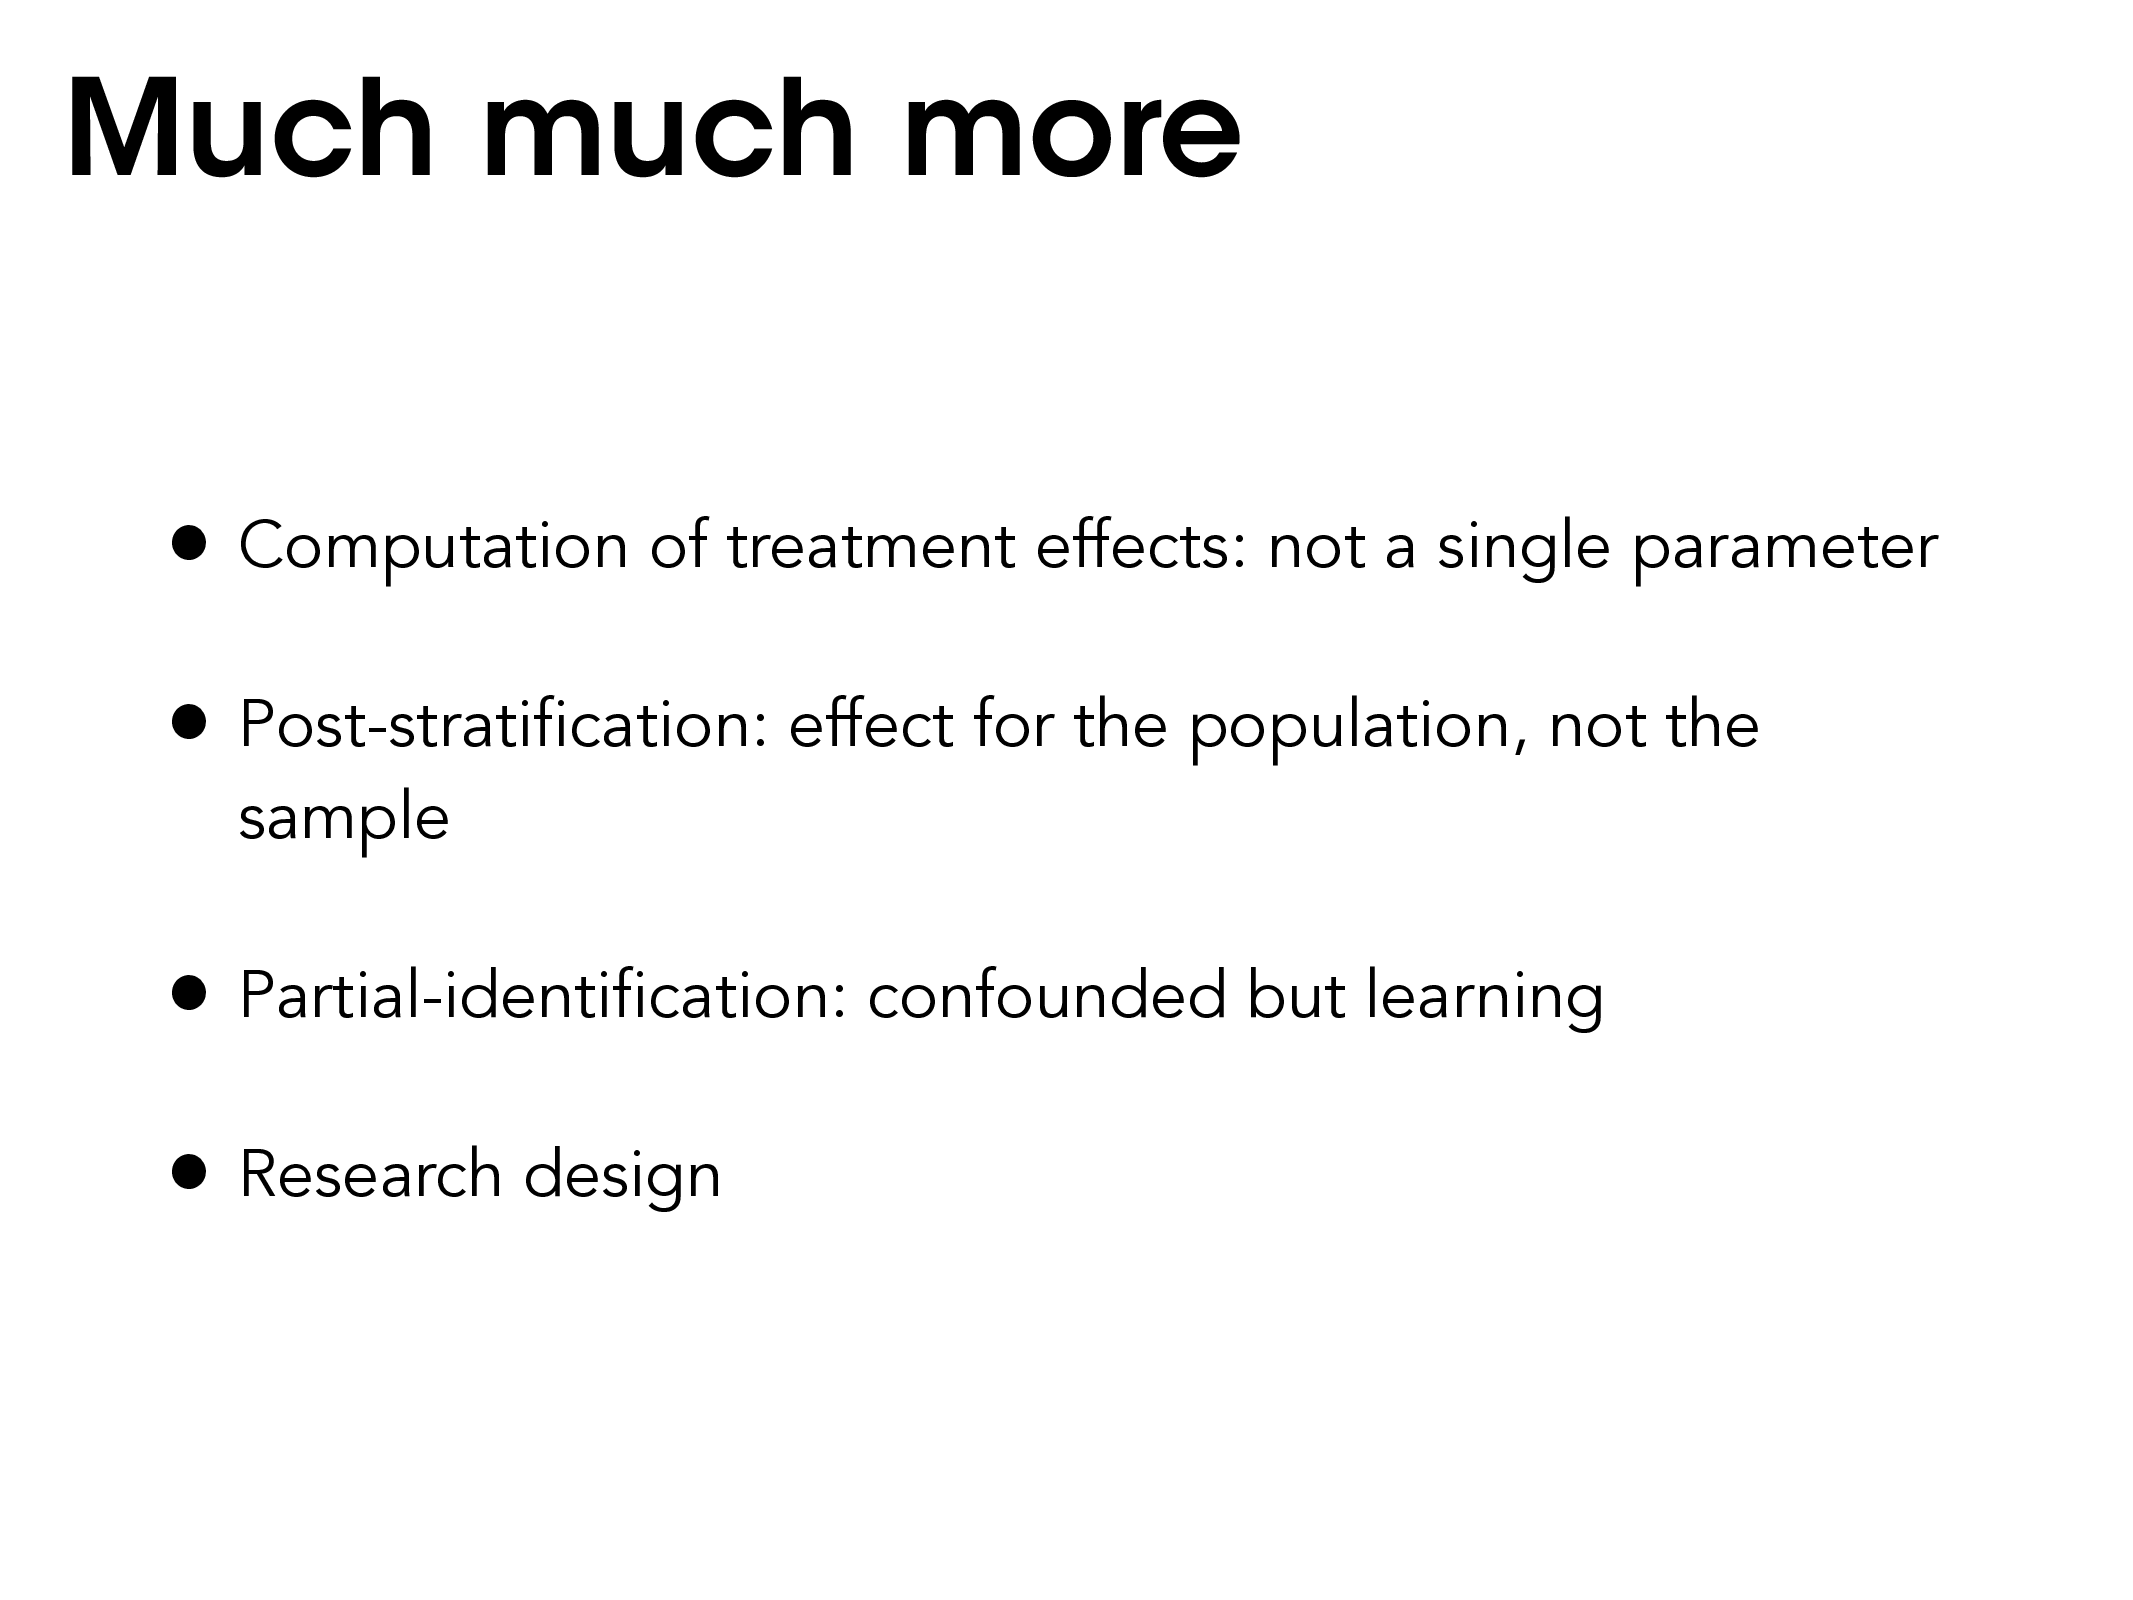 Much much more
• Computation of treatment effects: not a single parameter
• Post-stratification: effect for the population, not the
sample
• Partial-identification: confounded but learning
• Research design